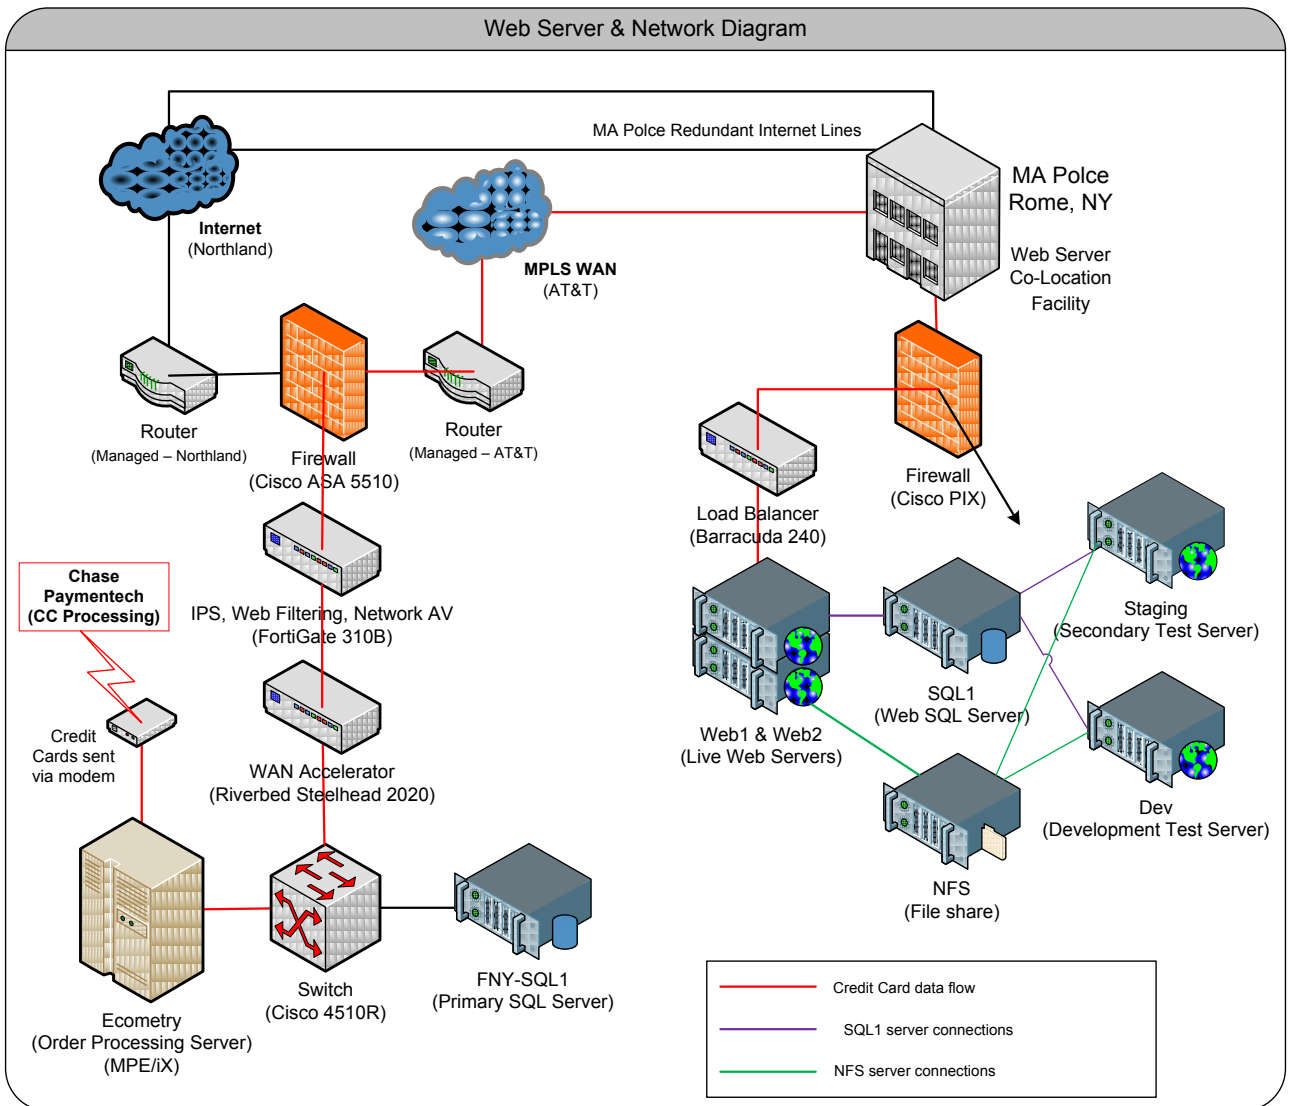 Web Server & Network Diagram
MA Polce Redundant Internet Lines
MA Polce
Rome, NY
Web Server
Co-Location
Facility
Internet
(Northland)
MPLS WAN
(AT&T)
Router
(Managed – Northland)
Firewall
(Cisco ASA 5510)
Router
(Managed – AT&T)
Firewall
(Cisco PIX)
Load Balancer
(Barracuda 240)
IPS, Web Filtering, Network AV
(FortiGate 310B)
Chase
Paymentech
(CC Processing)
Staging
(Secondary Test Server)
SQL1
(Web SQL Server)
Web1 & Web2
(Live Web Servers)
Credit
Cards sent
via modem
WAN Accelerator
(Riverbed Steelhead 2020)
Dev
(Development Test Server)
NFS
(File share)
Ecometry
(Order Processing Server)
(MPE/iX)
Switch
(Cisco 4510R)
FNY-SQL1
(Primary SQL Server)
Credit Card data flow
SQL1 server connections
NFS server connections